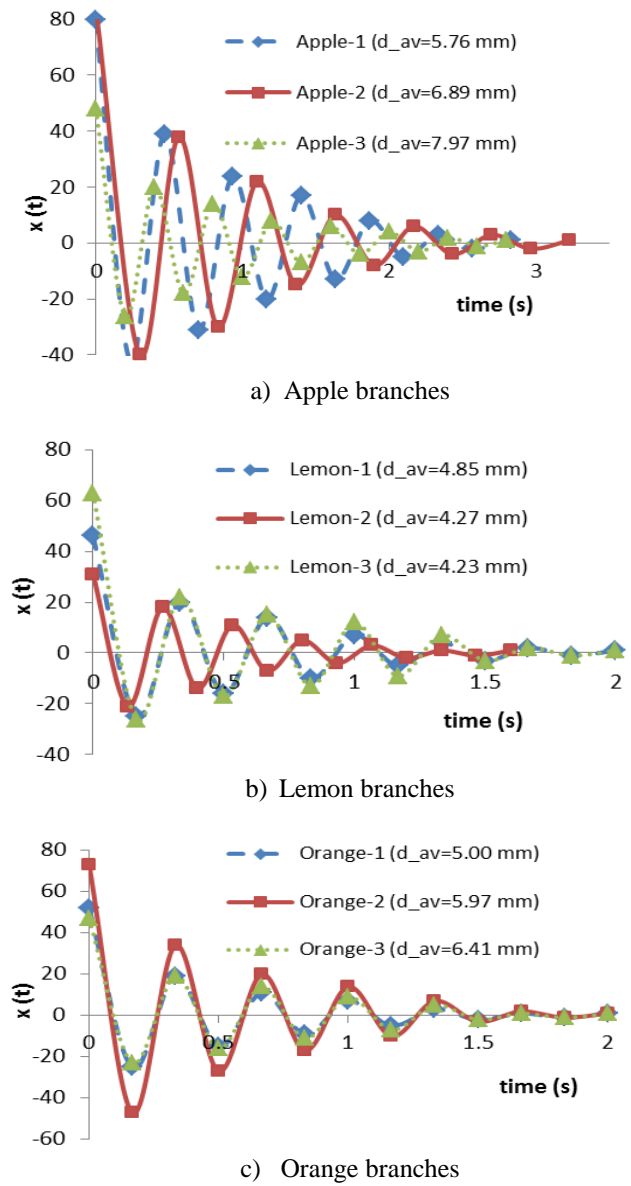 80
Apple-1 (d_av=5.76 mm)
60
Apple-2 (d_av=6.89 mm)
40
Apple-3 (d_av=7.97 mm)
20
x (t)
0
0 1 2 3
-20
time (s)
-40
a) Apple branches
80
Lemon-1 (d_av=4.85 mm)
60
Lemon-2 (d_av=4.27 mm)
40
Lemon-3 (d_av=4.23 mm)
20
x (t)
0
0 0.5 1 1.5 2
-20
time (s)
-40
b) Lemon branches
80
Orange-1 (d_av=5.00 mm)
60
Orange-2 (d_av=5.97 mm)
40
Orange-3 (d_av=6.41 mm)
20
x (t)
0
0 0.5 1 1.5 2
-20
-40
time (s)
-60
c) Orange branches